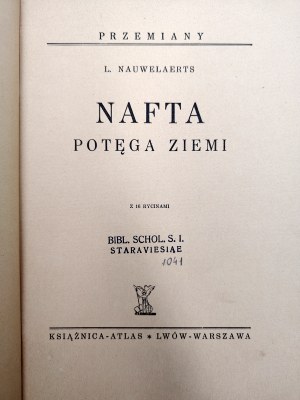 PRZEMIANY
L. NAUWELAERTS
NAFTA
POTĘGA ZIEMI
Z 16 RYCINAMI
BIBL. SCHOL. S. I.
STARAVIESIAE
1041
KSIĄŻNICA-ATLAS * LWÓW-WARSZAWA